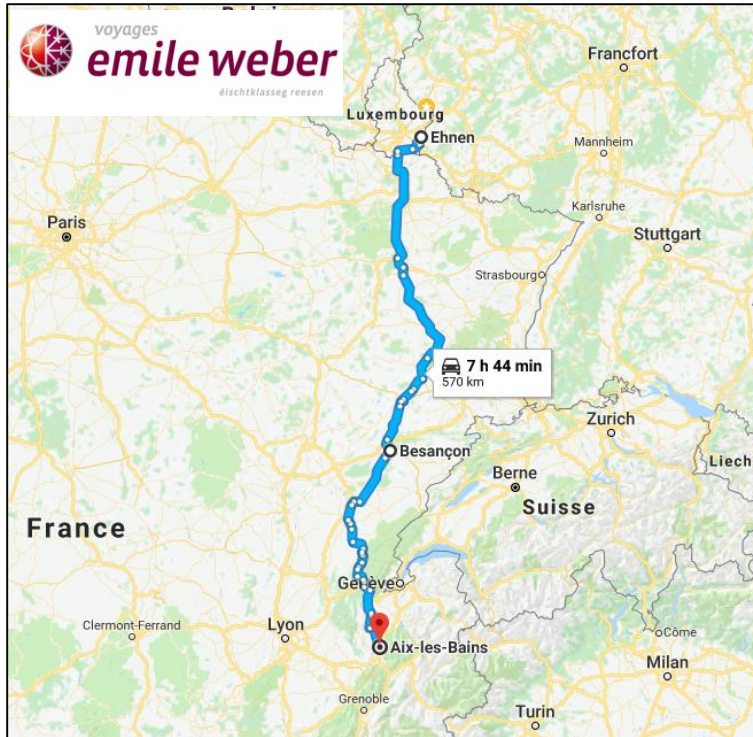 voyages
emile weber
éischtklasseg reesen
Francfort
Luxembourg
Ehnen
Mannheim
Paris
Karlsruhe
Stuttgart
Strasbourg
7 h 44 min
570 km
Zurich
Besançon
Liech
Berne
Suisse
France
Genève
Clermont-Ferrand
Lyon
Côme
Aix-les-Bains
Milan
Grenoble
Turin